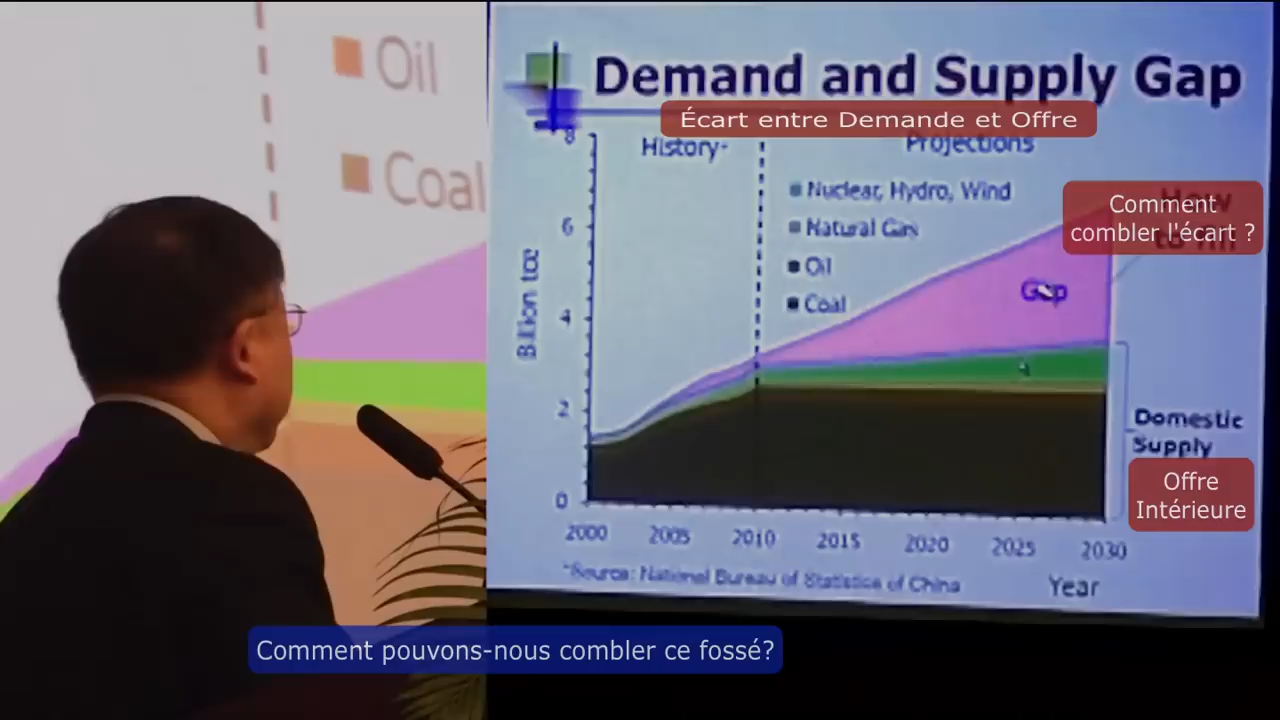 Oil
Coal
Demand and Supply Gap
Écart entre Demande et Offre
8
History
Projections
Nuclear, Hydro, Wind
Natural Gas
Oil
Coal
6
Comment
combler l'écart ?
Gap
Billion tce
4
2
Domestic
Supply
Offre
Intérieure
0
2000 2005 2010 2015 2020 2025 2030
*Source: National Bureau of Statistics of China
Year
Comment pouvons-nous combler ce fossé?